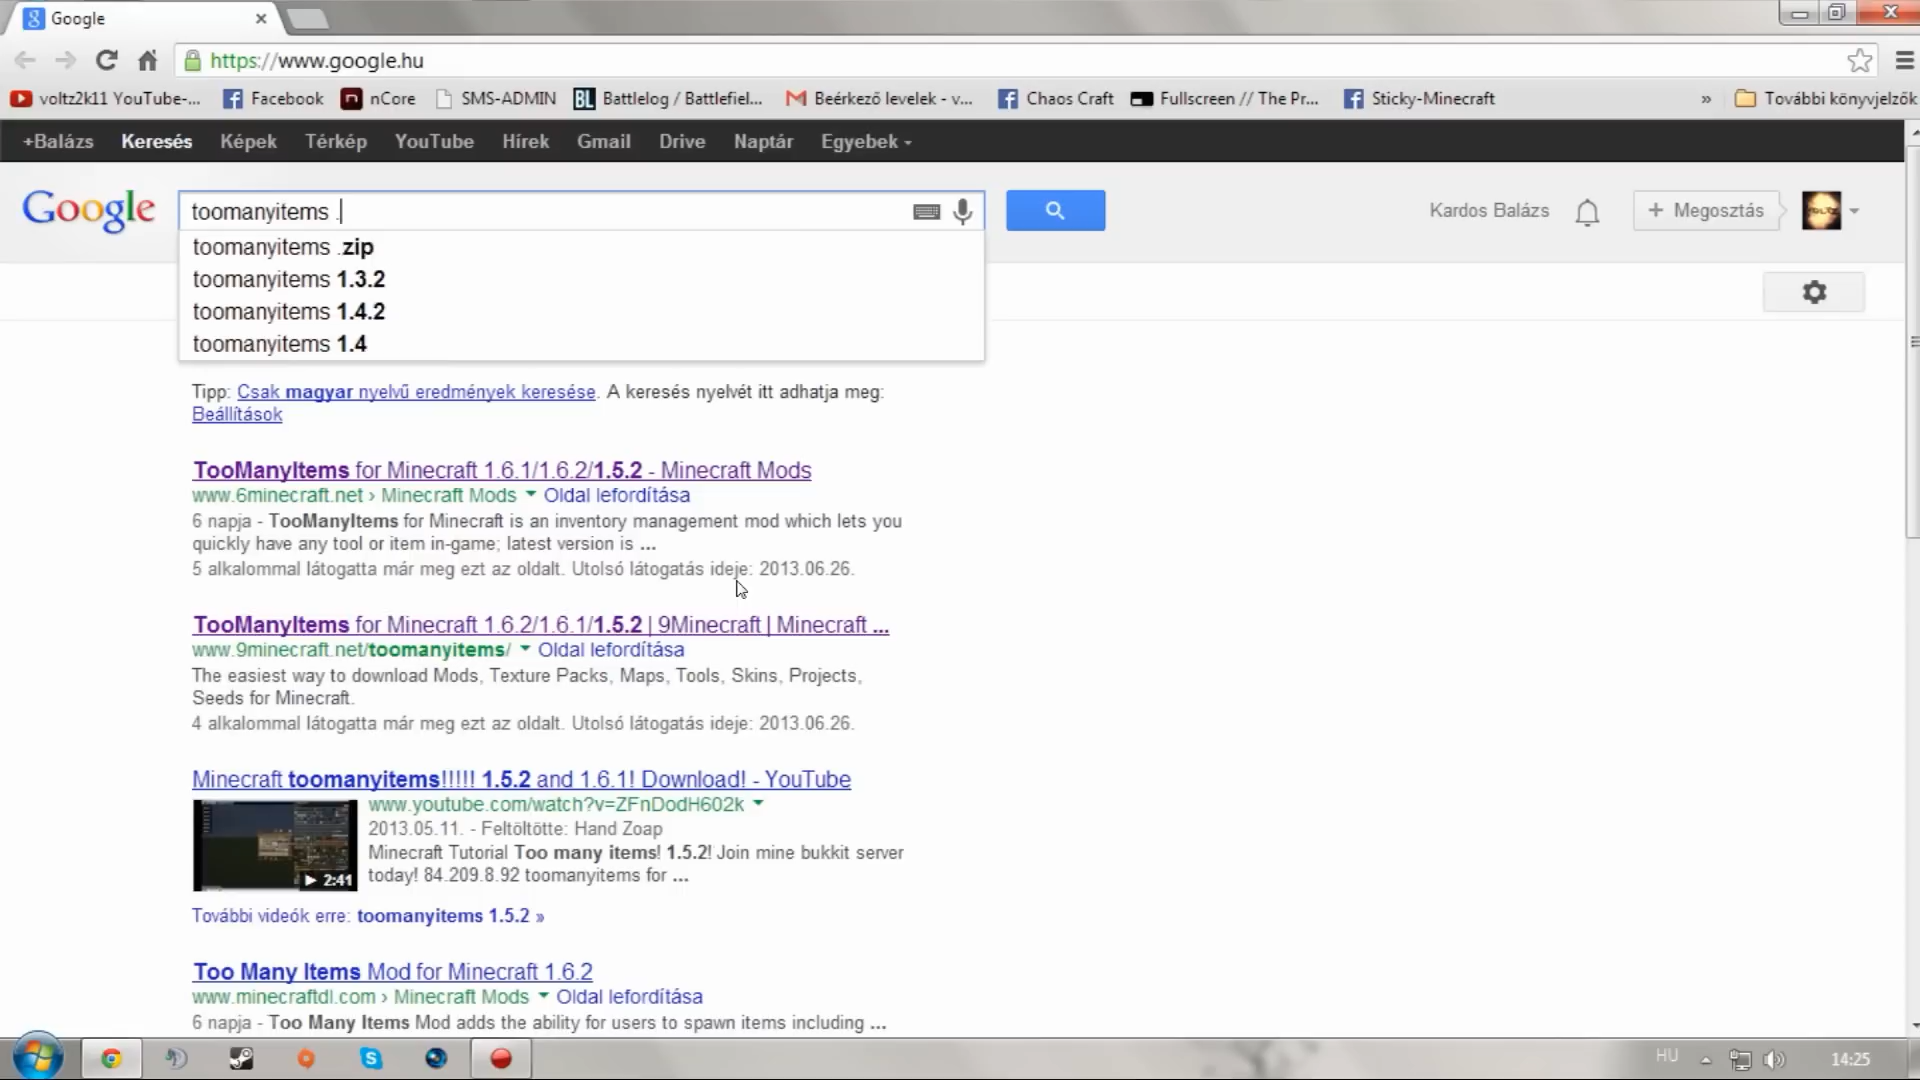 Google
https://www.google.hu
voltz2k11 YouTube-... Facebook nCore SMS-ADMIN Battlelog / Battlefiel... Beérkező levelek - v... Chaos Craft Fullscreen // The Pr... Sticky-Minecraft » További könyvjelzők
+Balázs Keresés Képek Térkép YouTube Hírek Gmail Drive Naptár Egyebek
Google toomanyitems . Kardos Balázs + Megosztás
toomanyitems .zip
toomanyitems 1.3.2
toomanyitems 1.4.2
toomanyitems 1.4
Tipp: Csak magyar nyelvű eredmények keresése. A keresés nyelvét itt adhatja meg:
Beállítások
TooManyItems for Minecraft 1.6.1/1.6.2/1.5.2 - Minecraft Mods
www.6minecraft.net › Minecraft Mods Oldal lefordítása
6 napja - TooManyItems for Minecraft is an inventory management mod which lets you
quickly have any tool or item in-game; latest version is ...
5 alkalommal látogatta már meg ezt az oldalt. Utolsó látogatás ideje: 2013.06.26.
TooManyItems for Minecraft 1.6.2/1.6.1/1.5.2 | 9Minecraft | Minecraft ...
www.9minecraft.net/toomanyitems/ Oldal lefordítása
The easiest way to download Mods, Texture Packs, Maps, Tools, Skins, Projects,
Seeds for Minecraft.
4 alkalommal látogatta már meg ezt az oldalt. Utolsó látogatás ideje: 2013.06.26.
Minecraft toomanyitems!!!!! 1.5.2 and 1.6.1! Download! - YouTube
www.youtube.com/watch?v=ZFnDodH602k
2013.05.11. - Feltöltötte: Hand Zoap
Minecraft Tutorial Too many items! 1.5.2! Join mine bukkit server
today! 84.209.8.92 toomanyitems for ...
2:41
További videók erre: toomanyitems 1.5.2 »
Too Many Items Mod for Minecraft 1.6.2
www.minecraftdl.com › Minecraft Mods Oldal lefordítása
6 napja - Too Many Items Mod adds the ability for users to spawn items including ...
HU 14:25